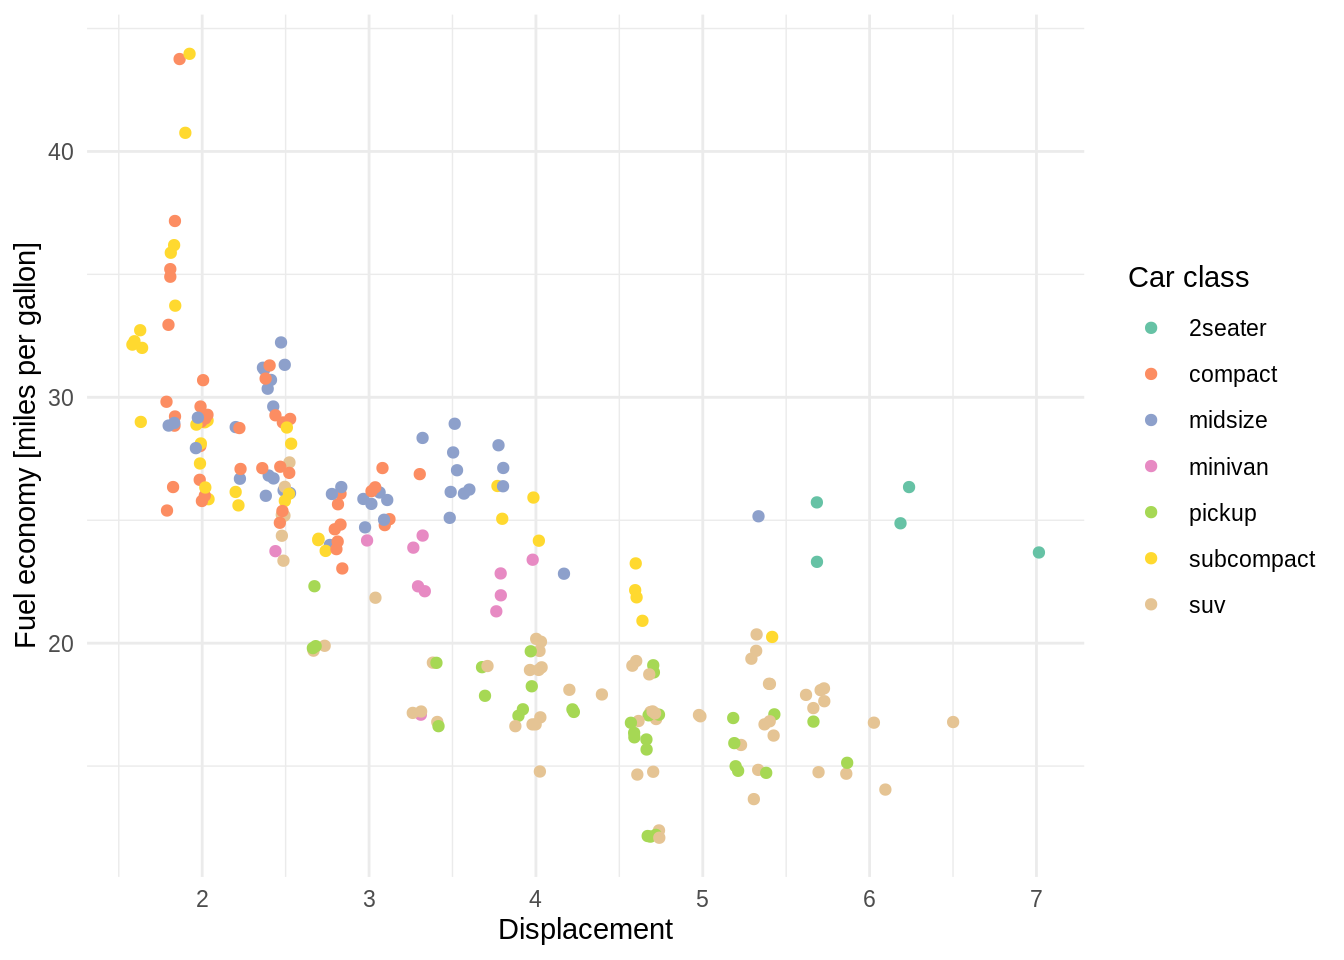 40
30
20
Fuel economy [miles per gallon]
2 3 4 5 6 7
Displacement
Car class
2seater
compact
midsize
minivan
pickup
subcompact
suv